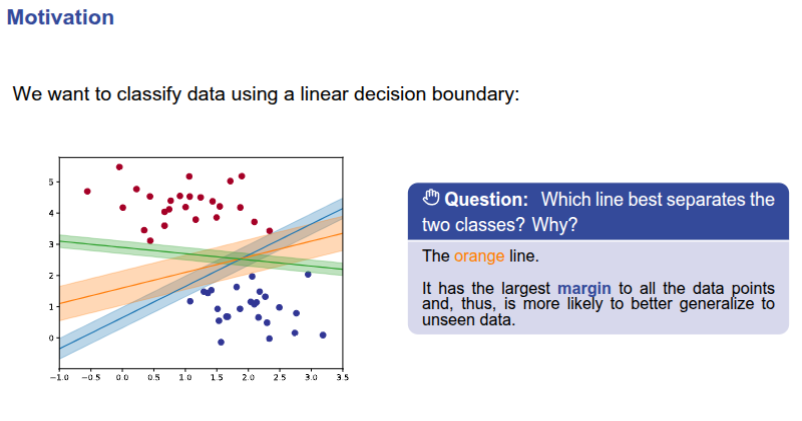 Motivation
We want to classify data using a linear decision boundary:
5
4
3
2
1
0
−1.0 −0.5 0.0 0.5 1.0 1.5 2.0 2.5 3.0 3.5
Question: Which line best separates the
two classes? Why?
The orange line.
It has the largest margin to all the data points
and, thus, is more likely to better generalize to
unseen data.